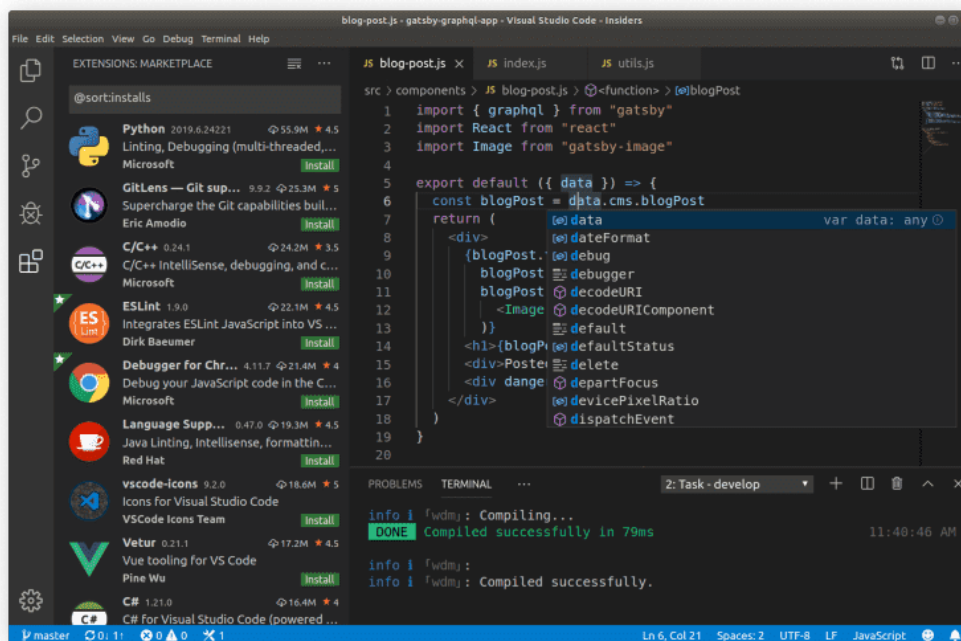 blog-post.js - gatsby-graphql-app - Visual Studio Code - Insiders
File Edit Selection View Go Debug Terminal Help
EXTENSIONS: MARKETPLACE
@sort:installs
Python 2019.6.24221 55.9M ★ 4.5
Linting, Debugging (multi-threaded,...
Microsoft Install
GitLens — Git sup... 9.9.2 25.3M ★ 5
Supercharge the Git capabilities buil...
Eric Amodio Install
C/C++ 0.24.1 24.2M ★ 3.5
C/C++ IntelliSense, debugging, and c...
Microsoft Install
ESLint 1.9.0 22.1M ★ 4.5
Integrates ESLint JavaScript into VS ...
Dirk Baeumer Install
Debugger for Chr... 4.11.7 21.4M ★ 4
Debug your JavaScript code in the C...
Microsoft Install
Language Supp... 0.47.0 19.3M ★ 4.5
Java Linting, Intellisense, formattin...
Red Hat Install
vscode-icons 9.2.0 18.6M ★ 5
Icons for Visual Studio Code
VSCode Icons Team Install
Vetur 0.21.1 17.2M ★ 4.5
Vue tooling for VS Code
Pine Wu Install
C# 1.21.0 16.4M ★ 4
C# for Visual Studio Code (powered ...
C/C++
ES
Lint
C#
JS blog-post.js × JS index.js JS utils.js
src > components > JS blog-post.js > <function> > blogPost
1 import { graphql } from "gatsby"
2 import React from "react"
3 import Image from "gatsby-image"
4
5 export default ({ data }) => {
6 const blogPost = data.cms.blogPost
7 return (
8 <div>
9 {blogPost.
10 blogPost
11 blogPost
12 <Image
13 )}
14 <h1>{blogP
15 <div>Poste
16 <div dange
17 </div>
18 )
19 }
20
data var data: any
dateFormat
debug
debugger
decodeURI
decodeURIComponent
default
defaultStatus
delete
departFocus
devicePixelRatio
dispatchEvent
PROBLEMS TERMINAL ... 2: Task - develop
info i ｢wdm｣: Compiling...
DONE Compiled successfully in 79ms 11:40:46 AM
info i ｢wdm｣:
info i ｢wdm｣: Compiled successfully.
master 0↓ 1↑ 0 0 1 Ln 6, Col 21 Spaces: 2 UTF-8 LF JavaScript